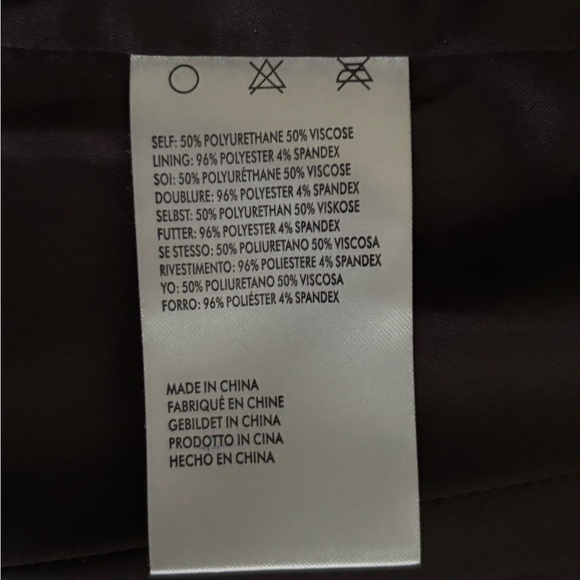 SELF: 50% POLYURETHANE 50% VISCOSE
LINING: 96% POLYESTER 4% SPANDEX
SOI: 50% POLYURÉTHANE 50% VISCOSE
DOUBLURE: 96% POLYESTER 4% SPANDEX
SELBST: 50% POLYURETHAN 50% VISKOSE
FUTTER: 96% POLYESTER 4% SPANDEX
SE STESSO: 50% POLIURETANO 50% VISCOSA
RIVESTIMENTO: 96% POLIESTERE 4% SPANDEX
YO: 50% POLIURETANO 50% VISCOSA
FORRO: 96% POLIÉSTER 4% SPANDEX
MADE IN CHINA
FABRIQUÉ EN CHINE
GEBILDET IN CHINA
PRODOTTO IN CINA
HECHO EN CHINA